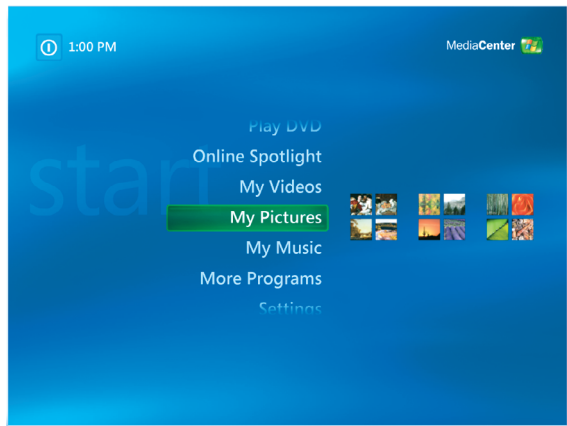 1:00 PM
MediaCenter
start
Play DVD
Online Spotlight
My Videos
My Pictures
My Music
More Programs
Settings